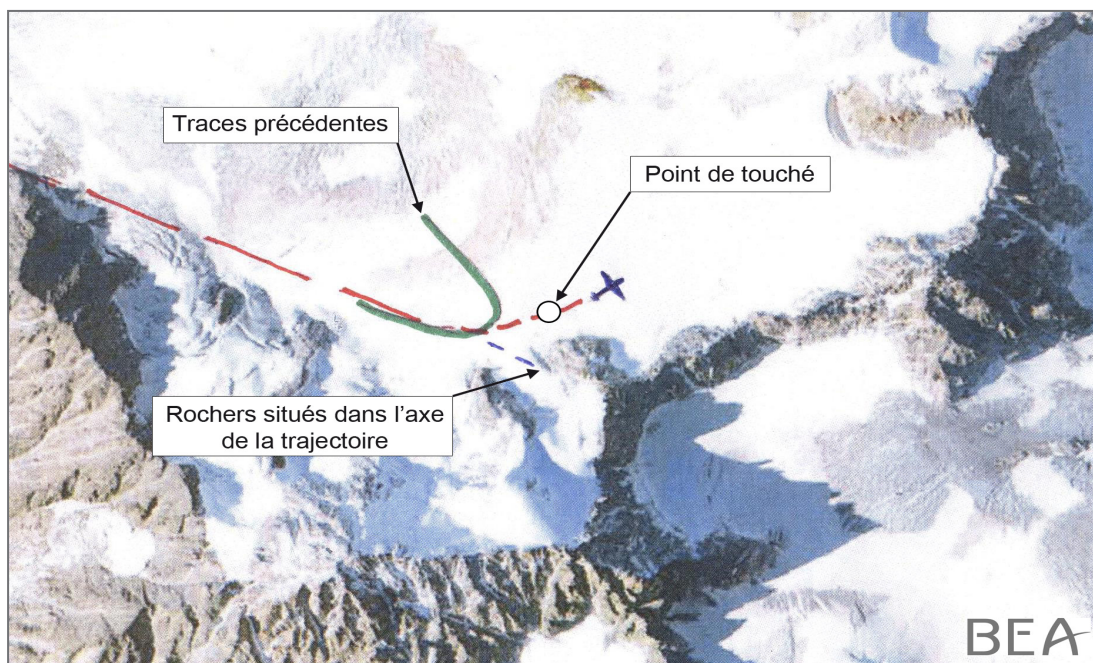 Traces précédentes
Point de touché
Rochers situés dans l’axe
de la trajectoire
BEA